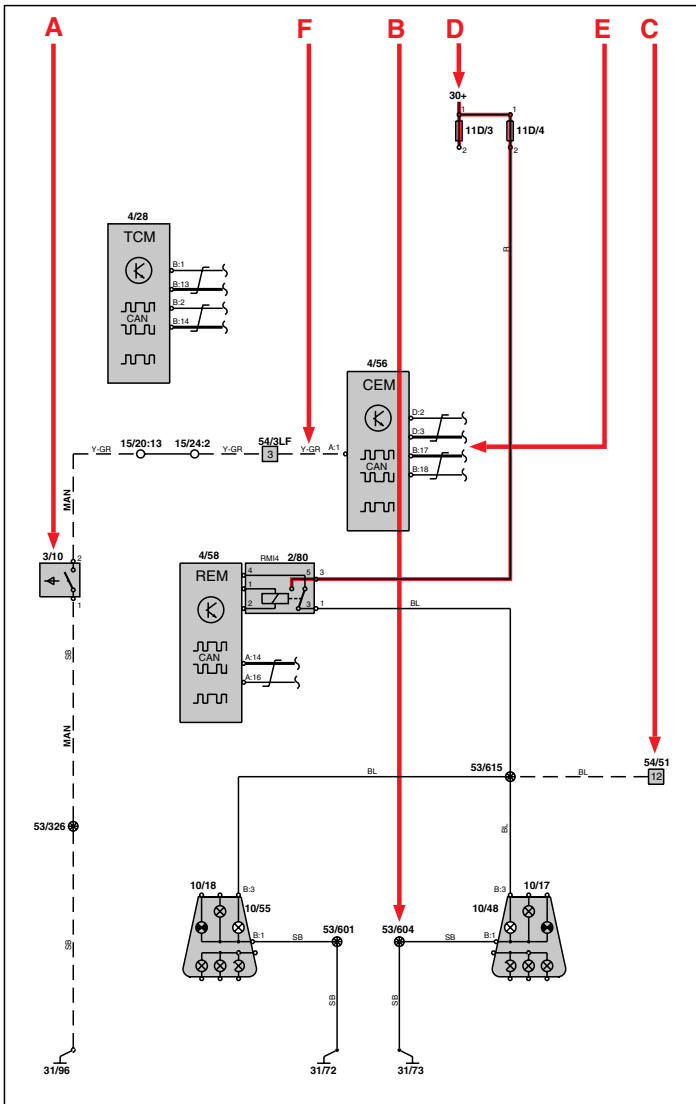 A F B D E C
30+
1 1
11D/3 11D/4
2 2
R
4/28
TCM
B:1
B:13
B:2
CAN
B:14
4/56
CEM
D:2
D:3
B:17
CAN
B:18
15/20:13 15/24:2 54/3LF
Y-GR Y-GR 3 Y-GR A:1
MAN
3/10 2
1
4/58 RMI4 2/80
REM 4 5 3
1
2 3 1
BL
CAN
A:14
A:16
SB
MAN
53/615 54/51
BL BL 12
53/326
BL
10/18 B:3 B:3 10/17
10/55 10/48
B:1 SB 53/601 53/604 SB B:1
SB
SB SB
31/96 31/72 31/73